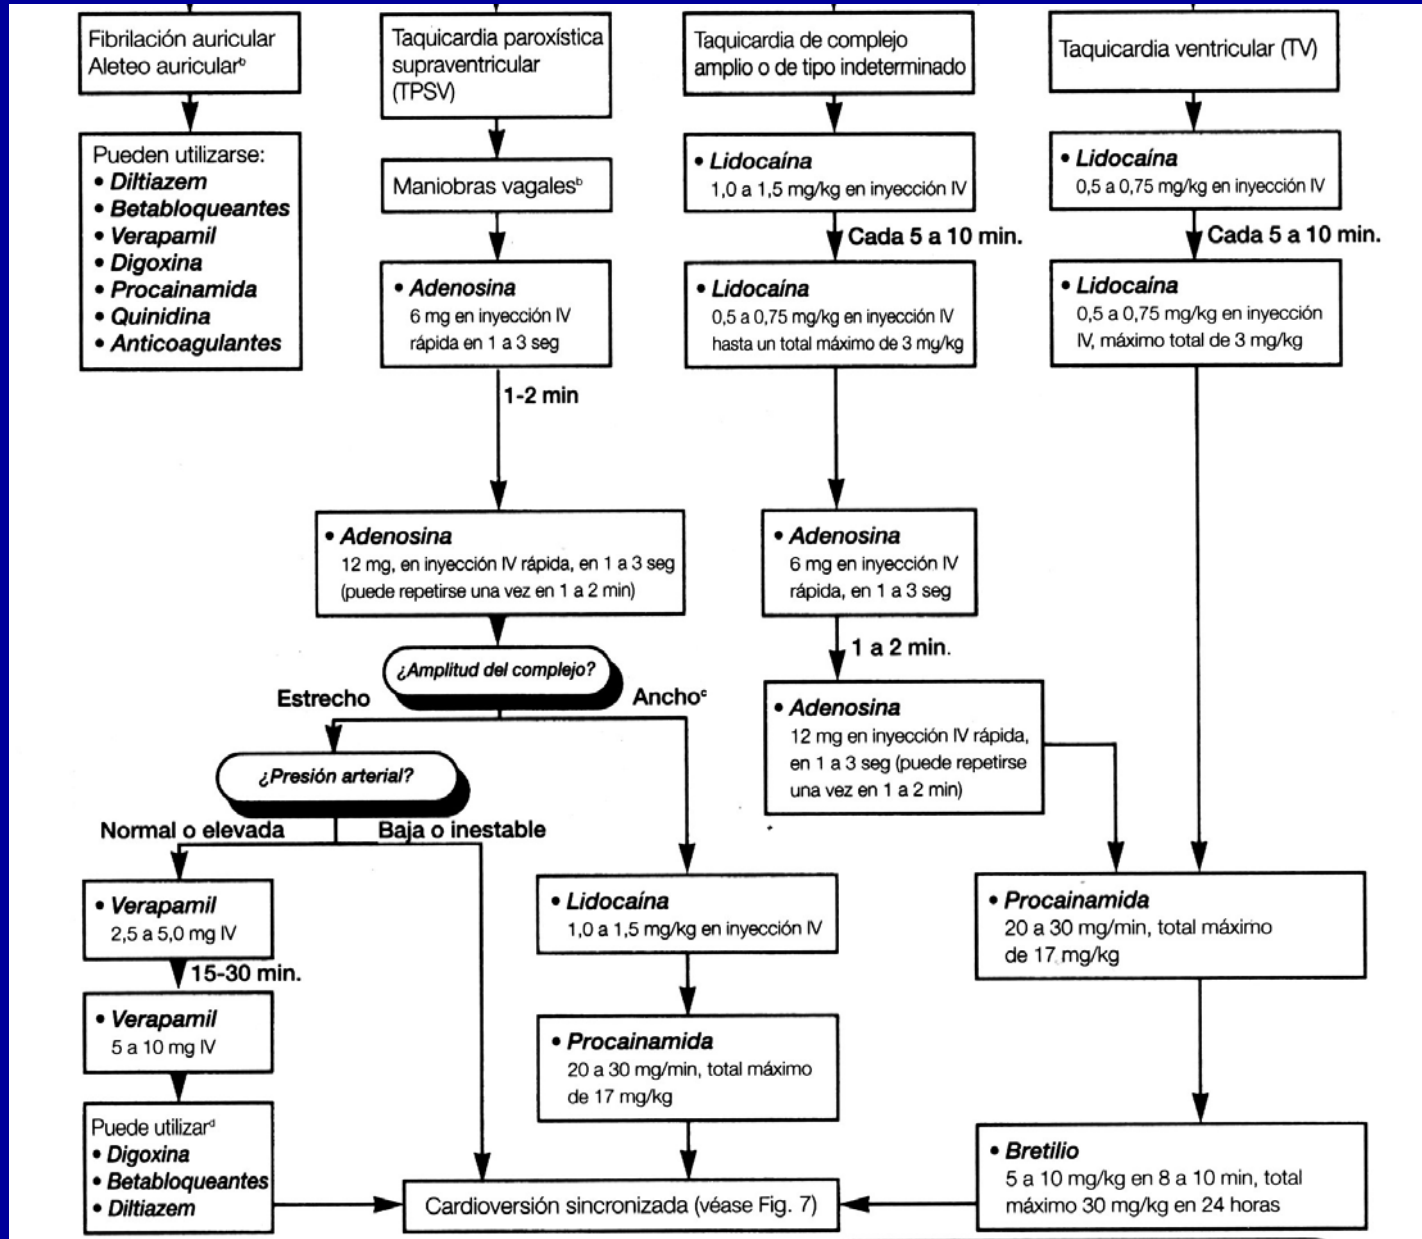 Fibrilación auricular
Aleteo auricularᵇ
Pueden utilizarse:
• Diltiazem
• Betabloqueantes
• Verapamil
• Digoxina
• Procainamida
• Quinidina
• Anticoagulantes
Taquicardia paroxística
supraventricular
(TPSV)
Maniobras vagalesᵇ
• Adenosina
6 mg en inyección IV
rápida en 1 a 3 seg
1-2 min
• Adenosina
12 mg, en inyección IV rápida, en 1 a 3 seg
(puede repetirse una vez en 1 a 2 min)
¿Amplitud del complejo?
Estrecho
Anchoᶜ
¿Presión arterial?
Normal o elevada
Baja o inestable
• Verapamil
2,5 a 5,0 mg IV
15-30 min.
• Verapamil
5 a 10 mg IV
Puede utilizarᵈ
• Digoxina
• Betabloqueantes
• Diltiazem
• Lidocaína
1,0 a 1,5 mg/kg en inyección IV
• Procainamida
20 a 30 mg/min, total máximo
de 17 mg/kg
Cardioversión sincronizada (véase Fig. 7)
Taquicardia de complejo
amplio o de tipo indeterminado
• Lidocaína
1,0 a 1,5 mg/kg en inyección IV
Cada 5 a 10 min.
• Lidocaína
0,5 a 0,75 mg/kg en inyección IV
hasta un total máximo de 3 mg/kg
• Adenosina
6 mg en inyección IV
rápida, en 1 a 3 seg
1 a 2 min.
• Adenosina
12 mg en inyección IV rápida,
en 1 a 3 seg (puede repetirse
una vez en 1 a 2 min)
Taquicardia ventricular (TV)
• Lidocaína
0,5 a 0,75 mg/kg en inyección IV
Cada 5 a 10 min.
• Lidocaína
0,5 a 0,75 mg/kg en inyección
IV, máximo total de 3 mg/kg
• Procainamida
20 a 30 mg/min, total máximo
de 17 mg/kg
• Bretilio
5 a 10 mg/kg en 8 a 10 min, total
máximo 30 mg/kg en 24 horas